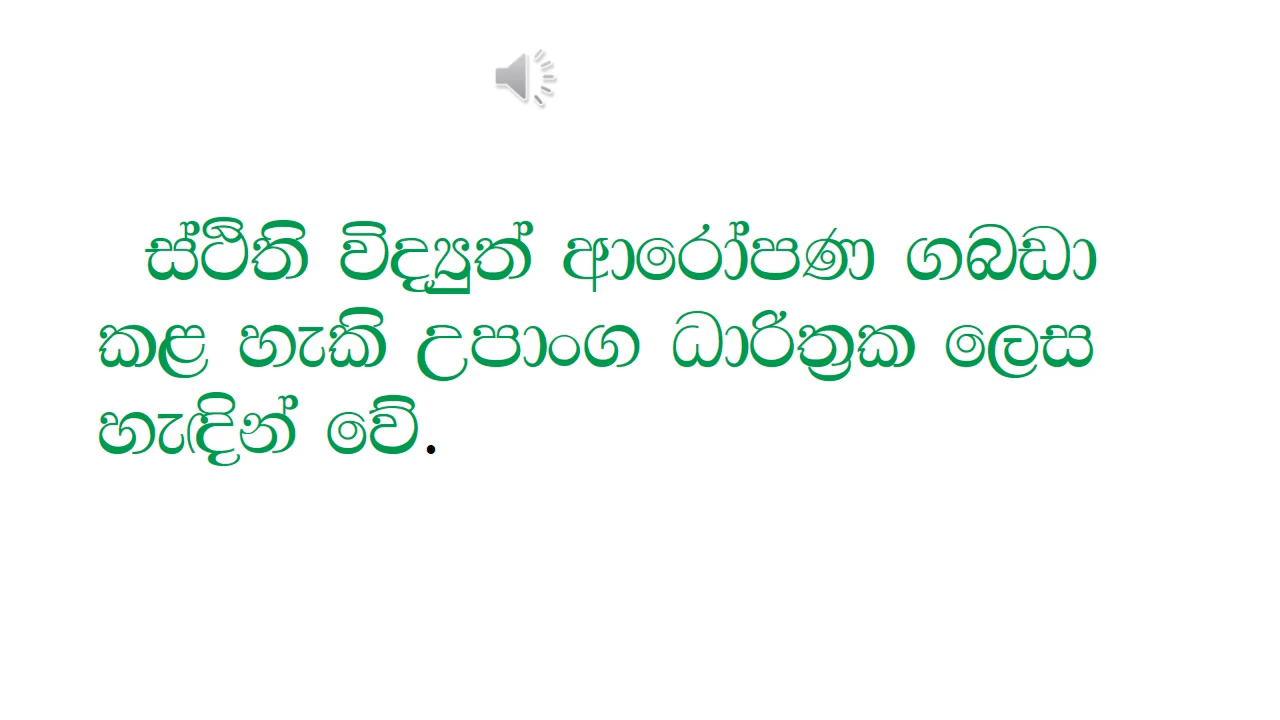 ස්ථිති විද්‍යුත් ආරෝපණ ගබඩා
කළ හැකි උපාංග ධාරිත්‍රක ලෙස
හැඳින් වේ.